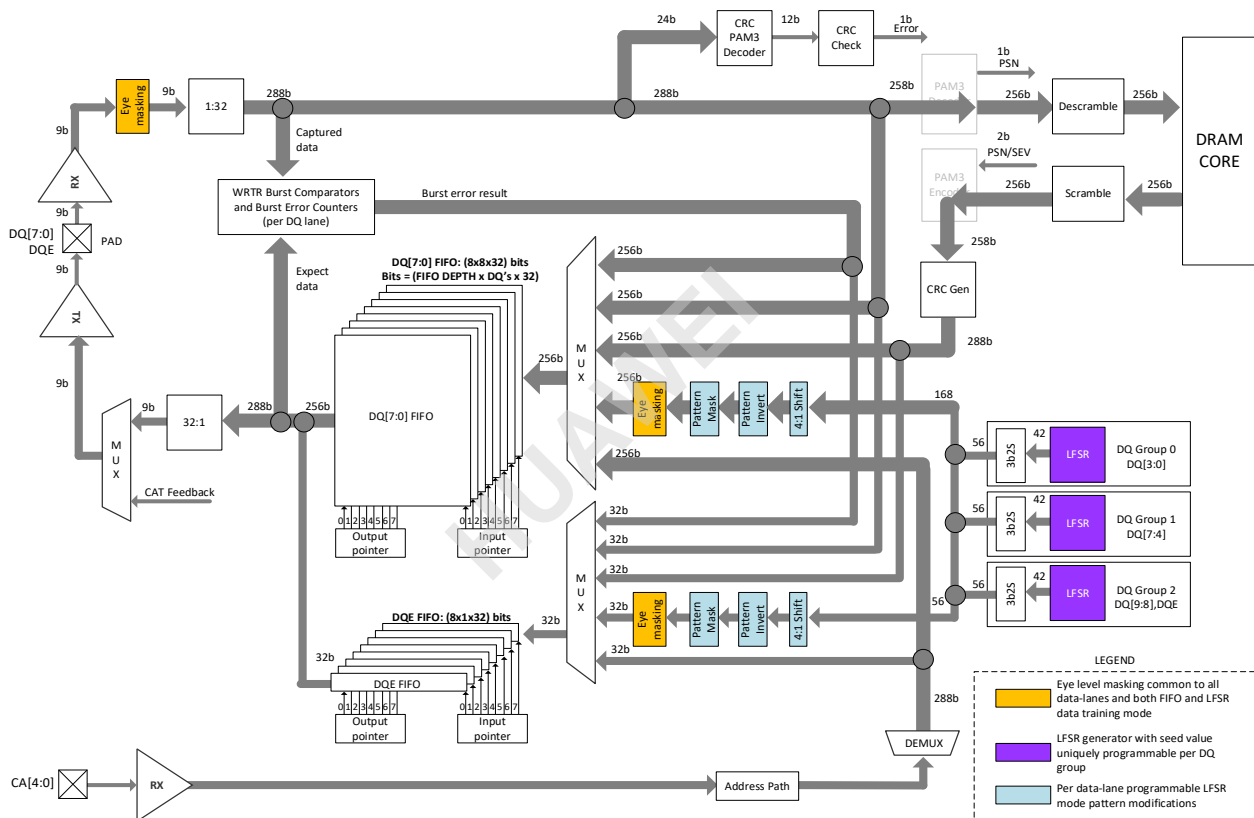 24b
CRC
PAM3
Decoder
12b
CRC
Check
1b
Error
1b
PSN
DRAM
CORE
9b
Eye
masking
9b
1:32
288b
288b
258b
PAM3
256b
Descramble
256b
Captured
data
2b
PSN/SEV
PAM3
Encoder
256b
Scramble
256b
258b
9b
RX
9b
DQ[7:0]
DQE
PAD
9b
TX
9b
WRTR Burst Comparators
and Burst Error Counters
(per DQ lane)
Burst error result
Expect
data
DQ[7:0] FIFO: (8x8x32) bits
Bits = (FIFO DEPTH x DQ's x 32)
DQ[7:0] FIFO
256b
MUX
256b
256b
256b
256b
256b
CRC Gen
288b
Eye
masking
Pattern
Mask
Pattern
Invert
4:1 Shift
168
MUX
9b
32:1
288b
256b
CAT Feedback
0 1 2 3 4 5 6 7
Output
pointer
0 1 2 3 4 5 6 7
Input
pointer
56
3b2S
42
LFSR
DQ Group 0
DQ[3:0]
56
3b2S
42
LFSR
DQ Group 1
DQ[7:4]
56
3b2S
42
LFSR
DQ Group 2
DQ[9:8],DQE
MUX
32b
32b
32b
32b
32b
32b
Eye
masking
Pattern
Mask
Pattern
Invert
4:1 Shift
56
DQE FIFO: (8x1x32) bits
32b
DQE FIFO
0 1 2 3 4 5 6 7
Output
pointer
0 1 2 3 4 5 6 7
Input
pointer
288b
DEMUX
CA[4:0]
RX
Address Path
LEGEND
Eye level masking common to all
data-lanes and both FIFO and LFSR
data training mode
LFSR generator with seed value
uniquely programmable per DQ
group
Per data-lane programmable LFSR
mode pattern modifications
HUAWEI